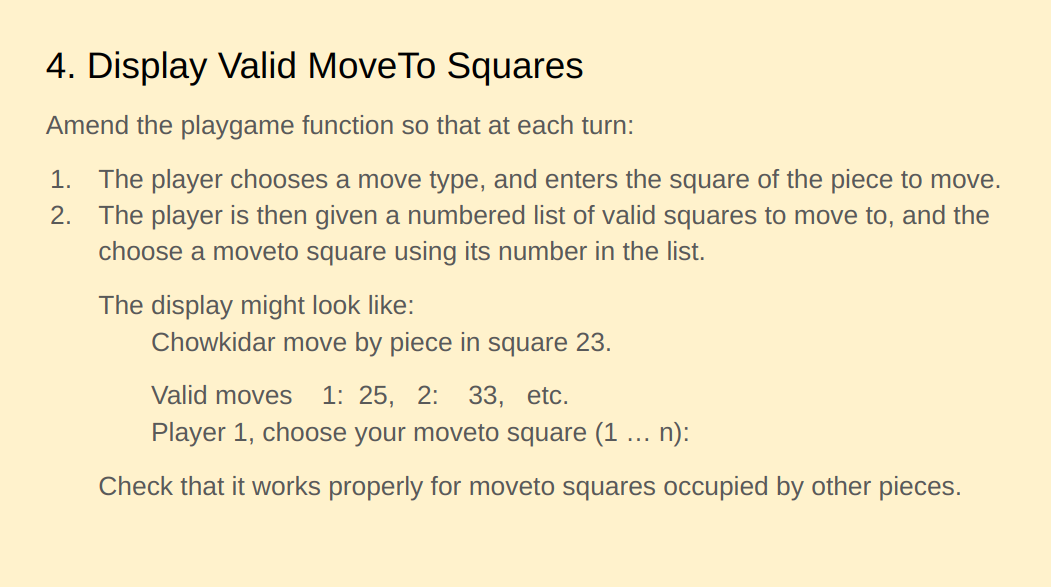 4. Display Valid MoveTo Squares
Amend the playgame function so that at each turn:
1. The player chooses a move type, and enters the square of the piece to move.
2. The player is then given a numbered list of valid squares to move to, and the
choose a moveto square using its number in the list.
The display might look like:
Chowkidar move by piece in square 23.
Valid moves 1: 25, 2: 33, etc.
Player 1, choose your moveto square (1 … n):
Check that it works properly for moveto squares occupied by other pieces.